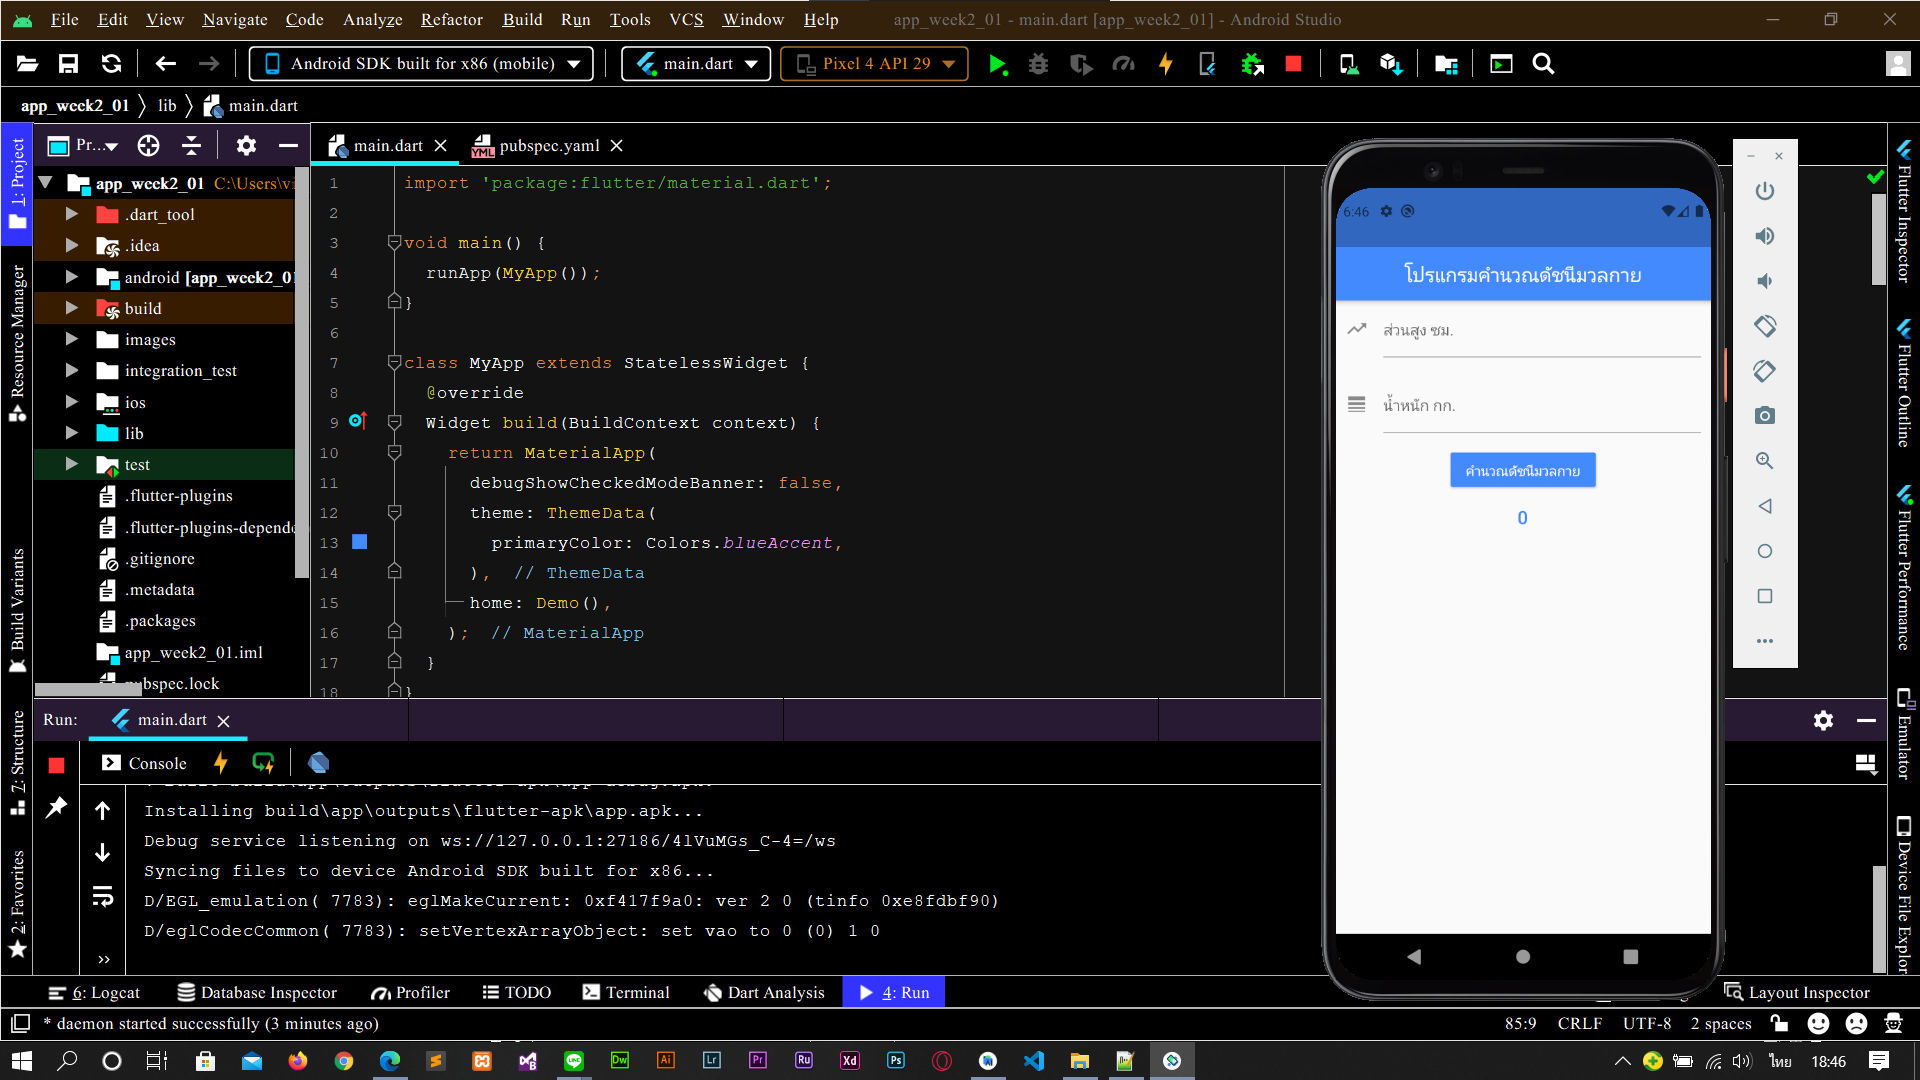 File Edit View Navigate Code Analyze Refactor Build Run Tools VCS Window Help
app_week2_01 - main.dart [app_week2_01] - Android Studio
Android SDK built for x86 (mobile)
main.dart
Pixel 4 API 29
app_week2_01 lib main.dart
Pr...
main.dart
pubspec.yaml
1: Project
Resource Manager
Build Variants
7: Structure
2: Favorites
app_week2_01 C:\Users\vi
.dart_tool
.idea
android [app_week2_01
build
images
integration_test
ios
lib
test
.flutter-plugins
.flutter-plugins-depende
.gitignore
.metadata
.packages
app_week2_01.iml
pubspec.lock
1 import 'package:flutter/material.dart';
2
3 void main() {
4 runApp(MyApp());
5 }
6
7 class MyApp extends StatelessWidget {
8 @override
9 Widget build(BuildContext context) {
10 return MaterialApp(
11 debugShowCheckedModeBanner: false,
12 theme: ThemeData(
13 primaryColor: Colors.blueAccent,
14 ), // ThemeData
15 home: Demo(),
16 ); // MaterialApp
17 }
18 }
6:46
โปรแกรมคำนวณดัชนีมวลกาย
ส่วนสูง ซม.
น้ำหนัก กก.
คำนวณดัชนีมวลกาย
0
Flutter Inspector
Flutter Outline
Flutter Performance
Emulator
Device File Explor
Run: main.dart
Console
Installing build\app\outputs\flutter-apk\app.apk...
Debug service listening on ws://127.0.0.1:27186/4lVuMGs_C-4=/ws
Syncing files to device Android SDK built for x86...
D/EGL_emulation( 7783): eglMakeCurrent: 0xf417f9a0: ver 2 0 (tinfo 0xe8fdbf90)
D/eglCodecCommon( 7783): setVertexArrayObject: set vao to 0 (0) 1 0
6: Logcat Database Inspector Profiler TODO Terminal Dart Analysis 4: Run Layout Inspector
* daemon started successfully (3 minutes ago)
85:9 CRLF UTF-8 2 spaces
Dw Ai Lr Pr Ru Xd Ps
ไทย 18:46